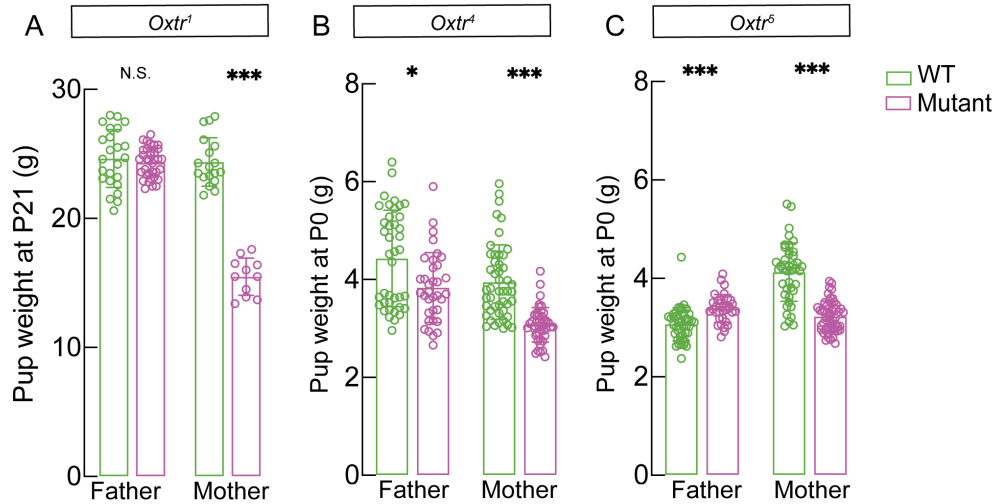 A
Oxtr¹
B
Oxtr⁴
C
Oxtr⁵
WT
Mutant
N.S.
***
*
***
***
***
Pup weight at P21 (g)
30
20
10
0
Father
Mother
Pup weight at P0 (g)
8
6
4
2
0
Father
Mother
Pup weight at P0 (g)
8
6
4
2
0
Father
Mother